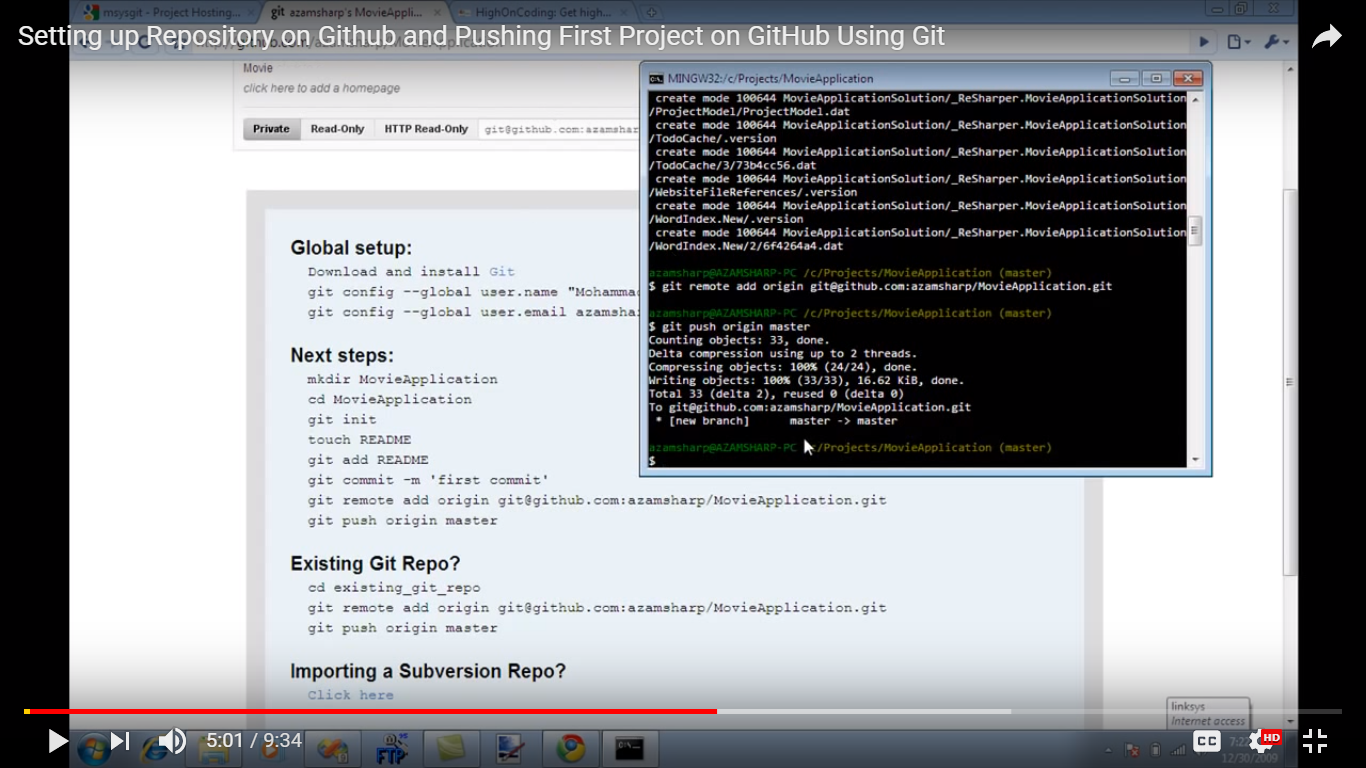 msysgit - Project Hosting...
git azamsharp's MovieAppli...
HighOnCoding: Get high...
Setting up Repository on Github and Pushing First Project on GitHub Using Git
Movie
click here to add a homepage
Private Read-Only HTTP Read-Only git@github.com:azamshar
Global setup:
Download and install Git
git config --global user.name "Mohammad
git config --global user.email azamsha
Next steps:
mkdir MovieApplication
cd MovieApplication
git init
touch README
git add README
git commit -m 'first commit'
git remote add origin git@github.com:azamsharp/MovieApplication.git
git push origin master
Existing Git Repo?
cd existing_git_repo
git remote add origin git@github.com:azamsharp/MovieApplication.git
git push origin master
Importing a Subversion Repo?
Click here
MINGW32:/c/Projects/MovieApplication
create mode 100644 MovieApplicationSolution/_ReSharper.MovieApplicationSolution
/ProjectModel/ProjectModel.dat
create mode 100644 MovieApplicationSolution/_ReSharper.MovieApplicationSolution
/TodoCache/.version
create mode 100644 MovieApplicationSolution/_ReSharper.MovieApplicationSolution
/TodoCache/3/73b4cc56.dat
create mode 100644 MovieApplicationSolution/_ReSharper.MovieApplicationSolution
/WebsiteFileReferences/.version
create mode 100644 MovieApplicationSolution/_ReSharper.MovieApplicationSolution
/WordIndex.New/.version
create mode 100644 MovieApplicationSolution/_ReSharper.MovieApplicationSolution
/WordIndex.New/2/6f4264a4.dat
azamsharp@AZAMSHARP-PC /c/Projects/MovieApplication (master)
$ git remote add origin git@github.com:azamsharp/MovieApplication.git
azamsharp@AZAMSHARP-PC /c/Projects/MovieApplication (master)
$ git push origin master
Counting objects: 33, done.
Delta compression using up to 2 threads.
Compressing objects: 100% (24/24), done.
Writing objects: 100% (33/33), 16.62 KiB, done.
Total 33 (delta 2), reused 0 (delta 0)
To git@github.com:azamsharp/MovieApplication.git
* [new branch] master -> master
azamsharp@AZAMSHARP-PC /c/Projects/MovieApplication (master)
$
linksys
Internet access
5:01 / 9:34
FTP
CC
HD
12/30/2009